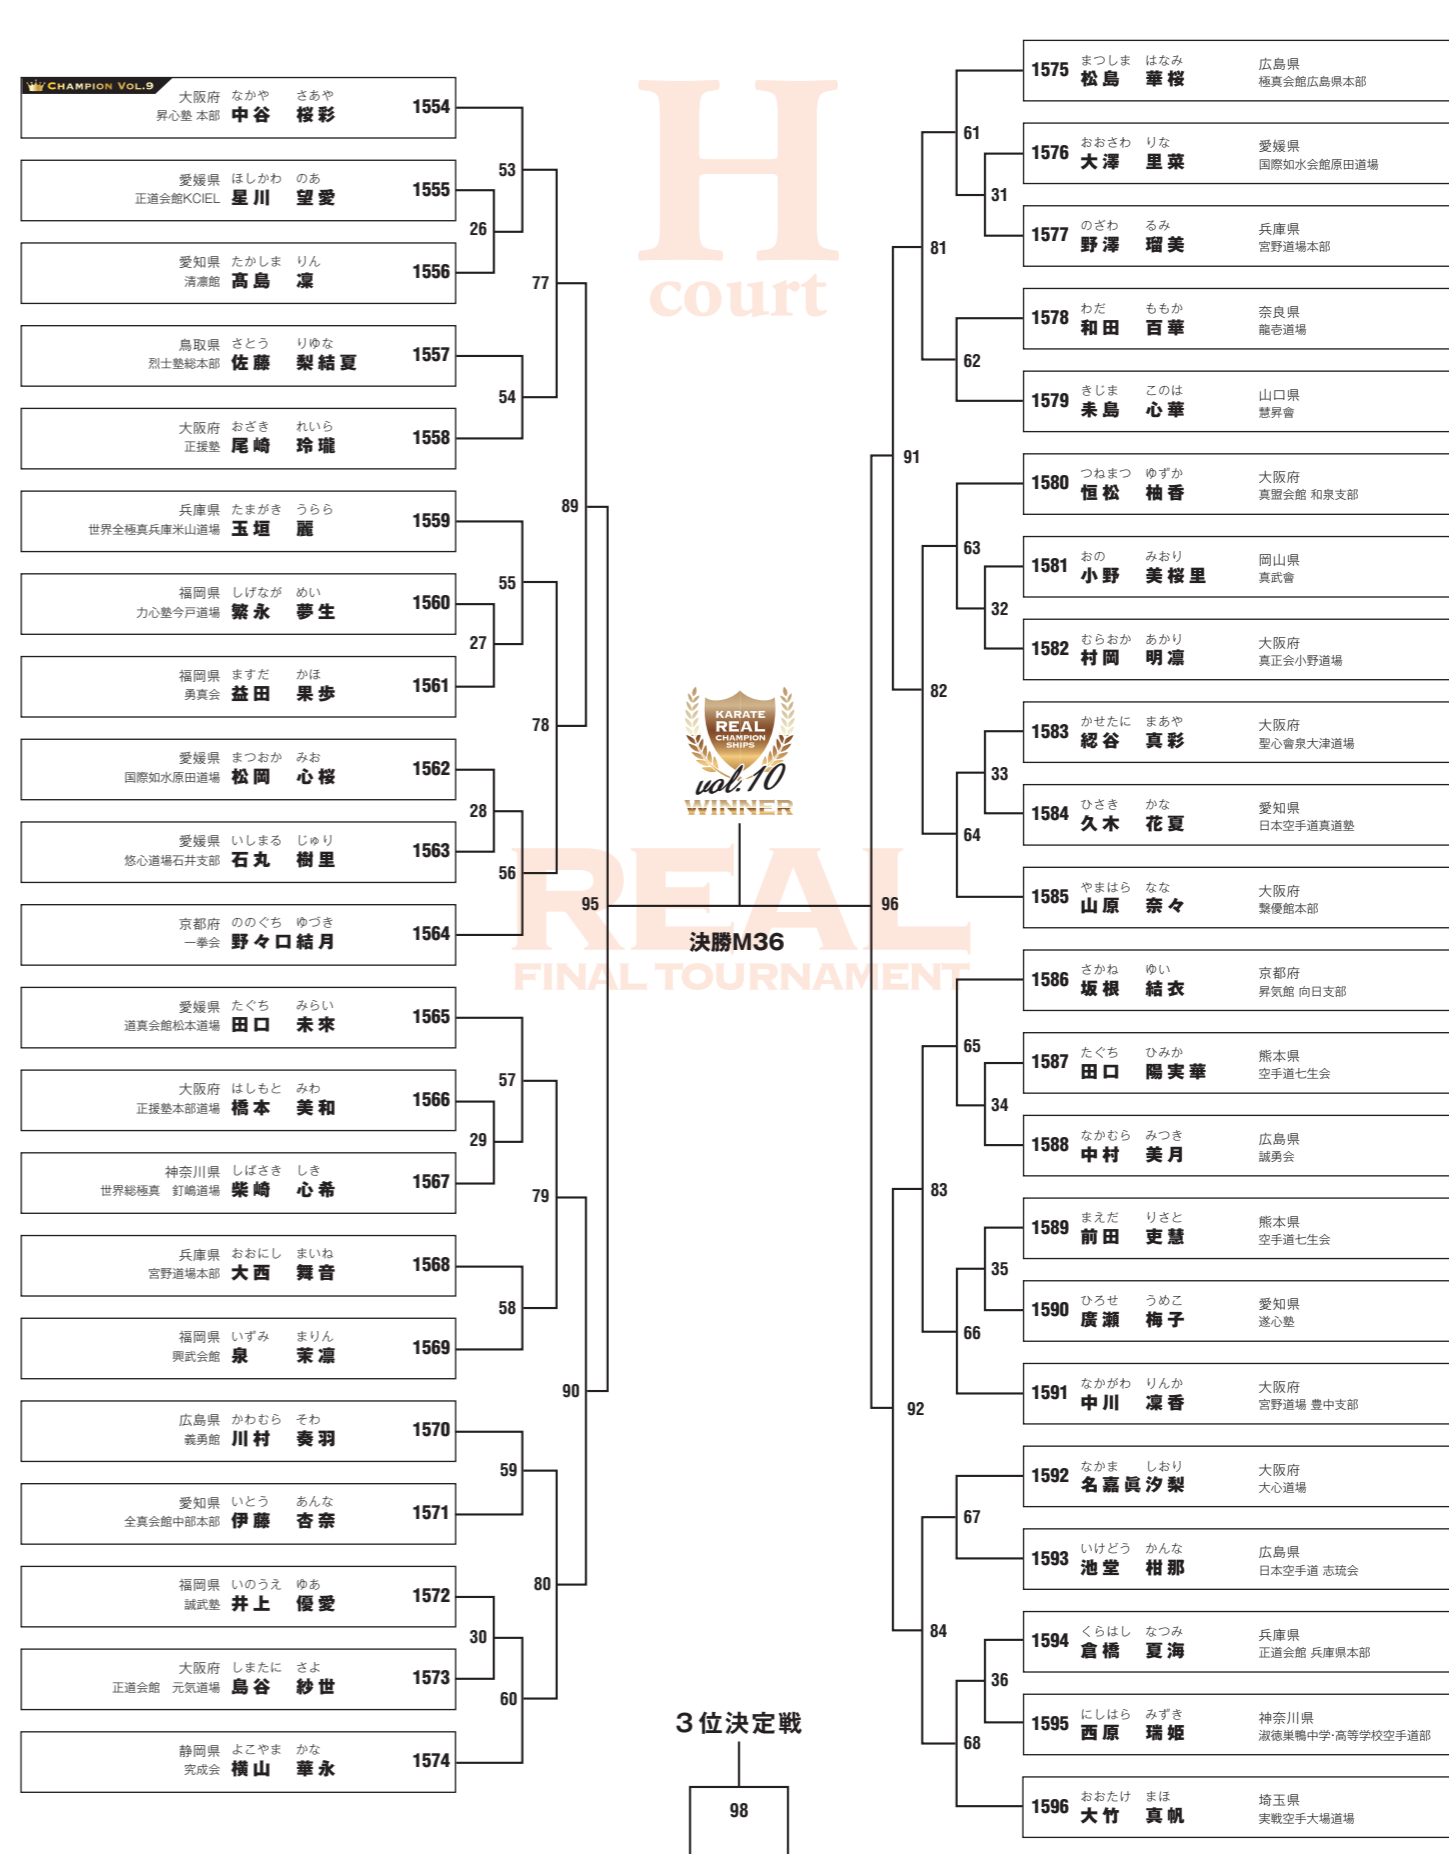 H
court
CHAMPION VOL.9
大阪府 なかや さあや
昇心塾 本部 中谷 桜彩 1554
53
愛媛県 ほしかわ のあ
正道会館KCIEL 星川 望愛 1555
26
愛知県 たかしま りん
清凛館 髙島 凜 1556
77
鳥取県 さとう りゆな
烈士塾総本部 佐藤 梨結夏 1557
54
大阪府 おざき れいら
正援塾 尾崎 玲瓏 1558
89
兵庫県 たまがき うらら
世界全極真兵庫米山道場 玉垣 麗 1559
55
福岡県 しげなが めい
力心塾今戸道場 繁永 夢生 1560
27
福岡県 ますだ かほ
勇真会 益田 果歩 1561
78
愛媛県 まつおか みお
国際如水原田道場 松岡 心桜 1562
28
愛媛県 いしまる じゅり
悠心道場石井支部 石丸 樹里 1563
56
京都府 ののぐち ゆづき
一拳会 野々口結月 1564
95
愛媛県 たぐち みらい
道真会館松本道場 田口 未來 1565
57
大阪府 はしもと みわ
正援塾本部道場 橋本 美和 1566
29
神奈川県 しばさき しき
世界総極真 釘嶋道場 柴崎 心希 1567
79
兵庫県 おおにし まいね
宮野道場本部 大西 舞音 1568
58
福岡県 いずみ まりん
興武会館 泉 茉凛 1569
90
広島県 かわむら そわ
義勇館 川村 奏羽 1570
59
愛知県 いとう あんな
全真会館中部本部 伊藤 杏奈 1571
80
福岡県 いのうえ ゆあ
誠武塾 井上 優愛 1572
30
大阪府 しまたに さよ
正道会館 元気道場 島谷 紗世 1573
60
静岡県 よこやま かな
究成会 横山 華永 1574
KARATE
REAL
CHAMPION
SHIPS
vol.10
WINNER
REAL
決勝M36
FINAL TOURNAMENT
3位決定戦
98
1575 まつしま はなみ 広島県
松島 華桜 極真会館広島県本部
61
1576 おおさわ りな 愛媛県
大澤 里菜 国際如水会館原田道場
31
1577 のざわ るみ 兵庫県
野澤 瑠美 宮野道場本部
81
1578 わだ ももか 奈良県
和田 百華 龍壱道場
62
1579 きじま このは 山口県
耒島 心華 慧昇會
91
1580 つねまつ ゆずか 大阪府
恒松 柚香 真盟会館 和泉支部
63
1581 おの みおり 岡山県
小野 美桜里 真武會
32
1582 むらおか あかり 大阪府
村岡 明凛 真正会小野道場
82
1583 かせたに まあや 大阪府
綛谷 真彩 聖心會泉大津道場
33
1584 ひさき かな 愛知県
久木 花夏 日本空手道真道塾
64
1585 やまはら なな 大阪府
山原 奈々 繫優館本部
96
1586 さかね ゆい 京都府
坂根 結衣 昇気館 向日支部
65
1587 たぐち ひみか 熊本県
田口 陽実華 空手道七生会
34
1588 なかむら みつき 広島県
中村 美月 誠勇会
83
1589 まえだ りさと 熊本県
前田 吏慧 空手道七生会
35
1590 ひろせ うめこ 愛知県
廣瀬 梅子 遂心塾
66
1591 なかがわ りんか 大阪府
中川 凜香 宮野道場 豊中支部
92
1592 なかま しおり 大阪府
名嘉眞汐梨 大心道場
67
1593 いけどう かんな 広島県
池堂 柑那 日本空手道 志琉会
84
1594 くらはし なつみ 兵庫県
倉橋 夏海 正道会館 兵庫県本部
36
1595 にしはら みずき 神奈川県
西原 瑞姫 淑徳巣鴨中学・高等学校空手道部
68
1596 おおたけ まほ 埼玉県
大竹 真帆 実戦空手大場道場